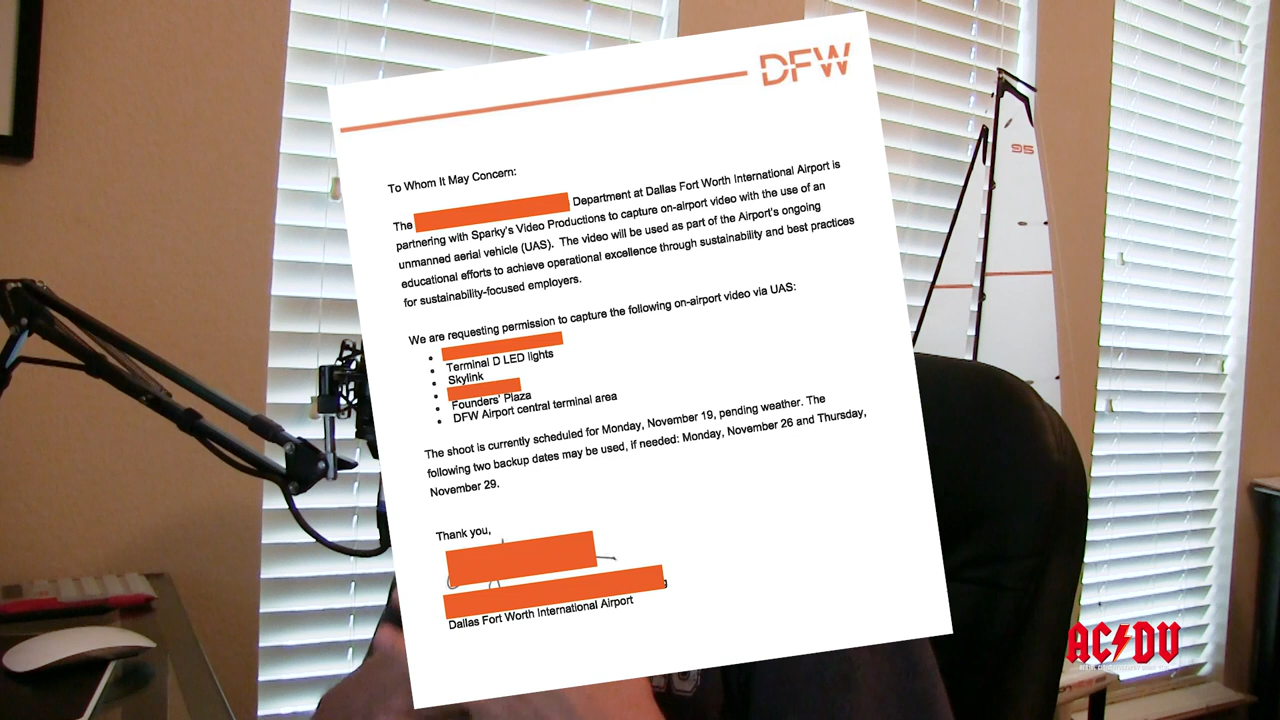 DFW
To Whom It May Concern:
The Department at Dallas Fort Worth International Airport is
partnering with Sparky's Video Productions to capture on-airport video with the use of an
unmanned aerial vehicle (UAS). The video will be used as part of the Airport's ongoing
educational efforts to achieve operational excellence through sustainability and best practices
for sustainability-focused employers.
We are requesting permission to capture the following on-airport video via UAS:
Terminal D LED lights
Skylink
Founders' Plaza
DFW Airport central terminal area
The shoot is currently scheduled for Monday, November 19, pending weather. The
following two backup dates may be used, if needed: Monday, November 26 and Thursday,
November 29.
Thank you,
Dallas Fort Worth International Airport
95
AC DV